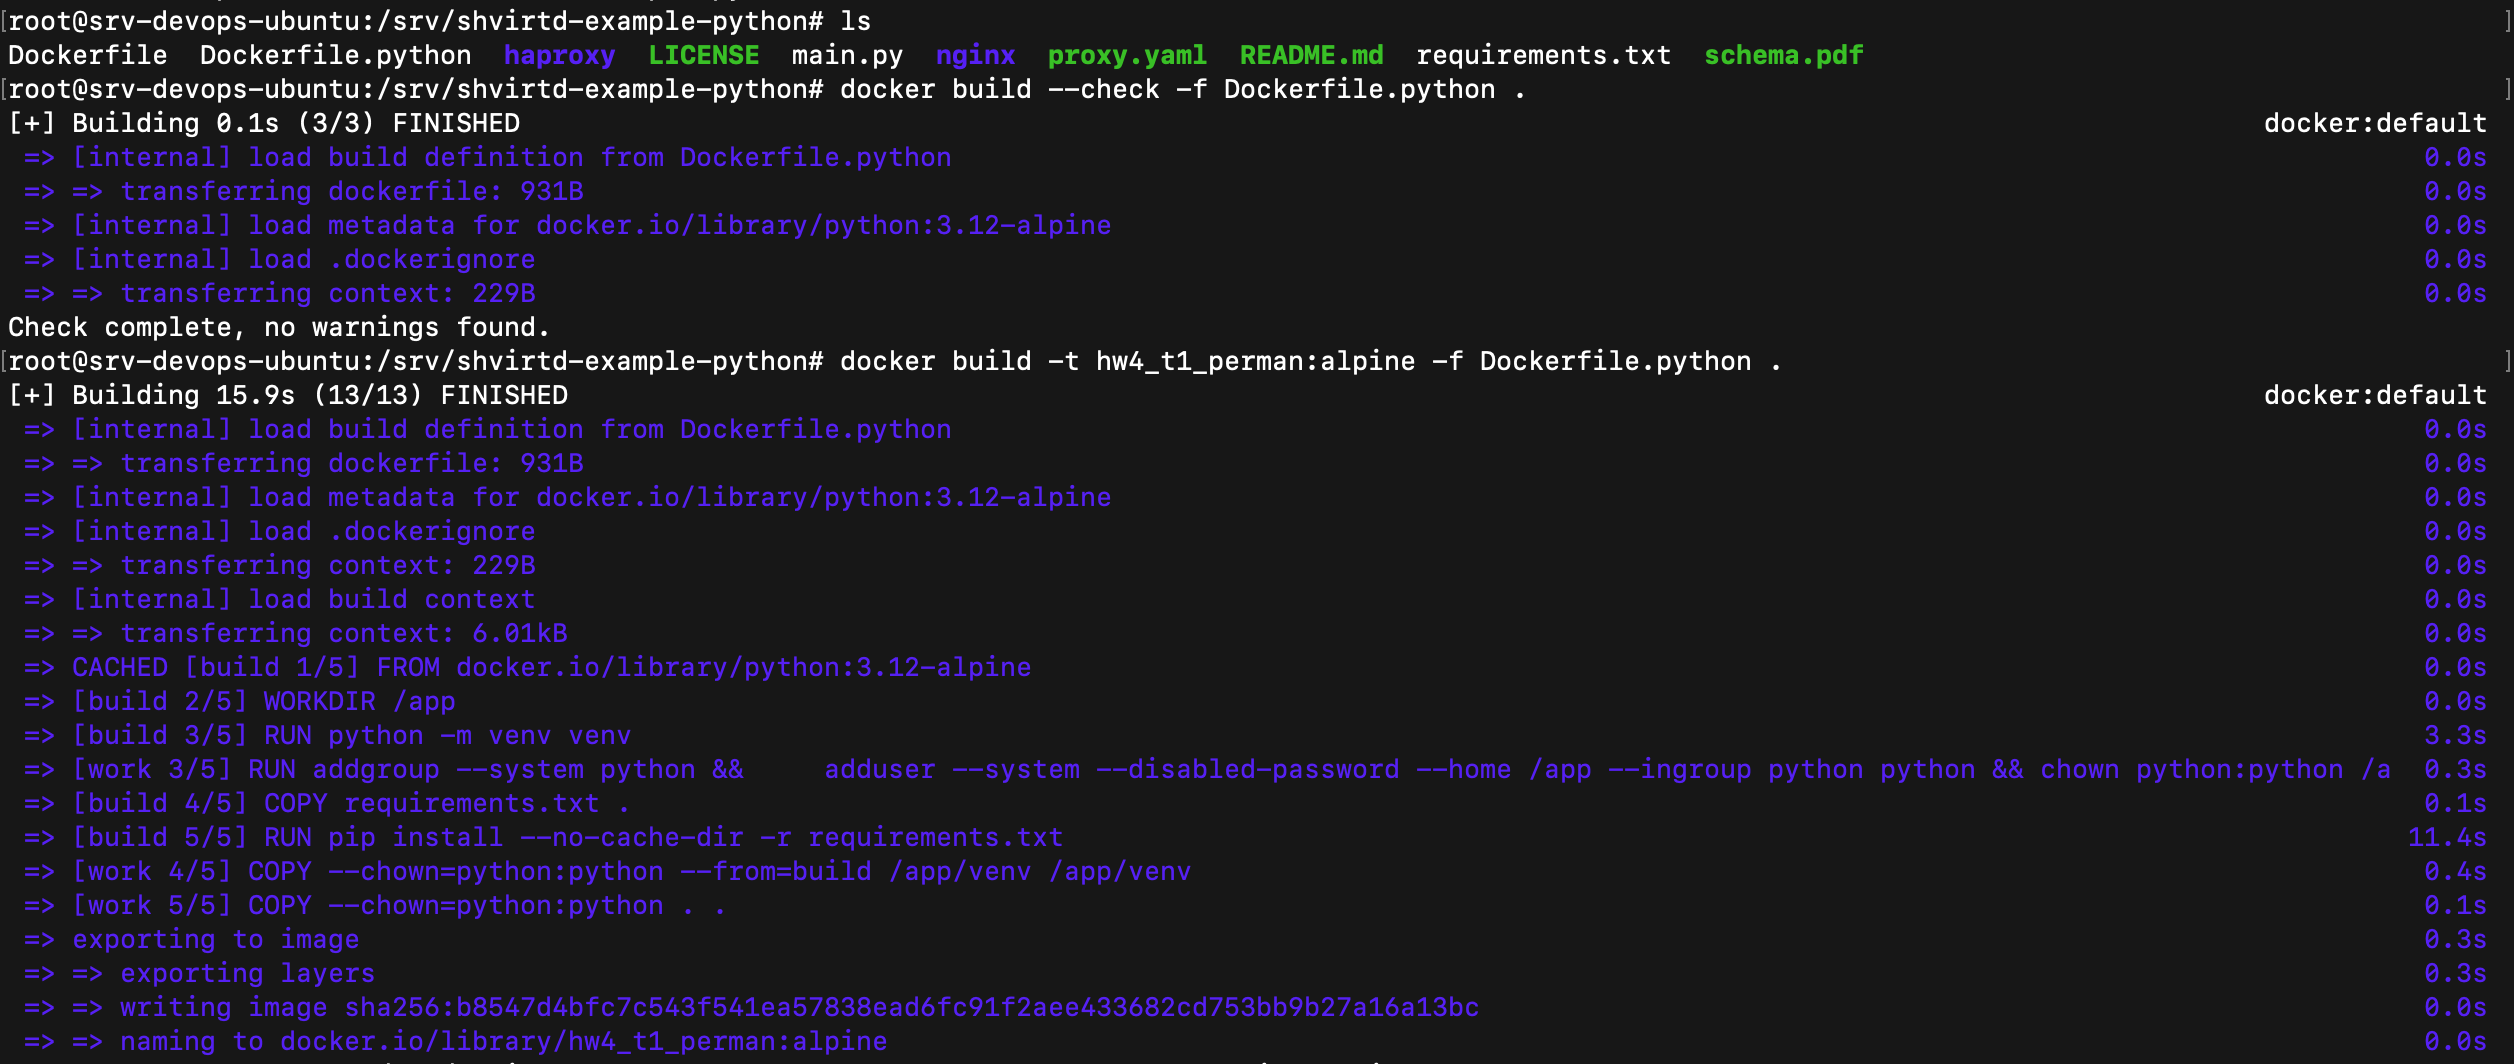 [root@srv-devops-ubuntu:/srv/shvirtd-example-python# ls ]
Dockerfile  Dockerfile.python  haproxy  LICENSE  main.py  nginx  proxy.yaml  README.md  requirements.txt  schema.pdf
[root@srv-devops-ubuntu:/srv/shvirtd-example-python# docker build --check -f Dockerfile.python . ]
[+] Building 0.1s (3/3) FINISHED docker:default
 => [internal] load build definition from Dockerfile.python 0.0s
 => => transferring dockerfile: 931B 0.0s
 => [internal] load metadata for docker.io/library/python:3.12-alpine 0.0s
 => [internal] load .dockerignore 0.0s
 => => transferring context: 229B 0.0s
Check complete, no warnings found.
[root@srv-devops-ubuntu:/srv/shvirtd-example-python# docker build -t hw4_t1_perman:alpine -f Dockerfile.python . ]
[+] Building 15.9s (13/13) FINISHED docker:default
 => [internal] load build definition from Dockerfile.python 0.0s
 => => transferring dockerfile: 931B 0.0s
 => [internal] load metadata for docker.io/library/python:3.12-alpine 0.0s
 => [internal] load .dockerignore 0.0s
 => => transferring context: 229B 0.0s
 => [internal] load build context 0.0s
 => => transferring context: 6.01kB 0.0s
 => CACHED [build 1/5] FROM docker.io/library/python:3.12-alpine 0.0s
 => [build 2/5] WORKDIR /app 0.0s
 => [build 3/5] RUN python -m venv venv 3.3s
 => [work 3/5] RUN addgroup --system python &&     adduser --system --disabled-password --home /app --ingroup python python && chown python:python /a 0.3s
 => [build 4/5] COPY requirements.txt . 0.1s
 => [build 5/5] RUN pip install --no-cache-dir -r requirements.txt 11.4s
 => [work 4/5] COPY --chown=python:python --from=build /app/venv /app/venv 0.4s
 => [work 5/5] COPY --chown=python:python . . 0.1s
 => exporting to image 0.3s
 => => exporting layers 0.3s
 => => writing image sha256:b8547d4bfc7c543f541ea57838ead6fc91f2aee433682cd753bb9b27a16a13bc 0.0s
 => => naming to docker.io/library/hw4_t1_perman:alpine 0.0s